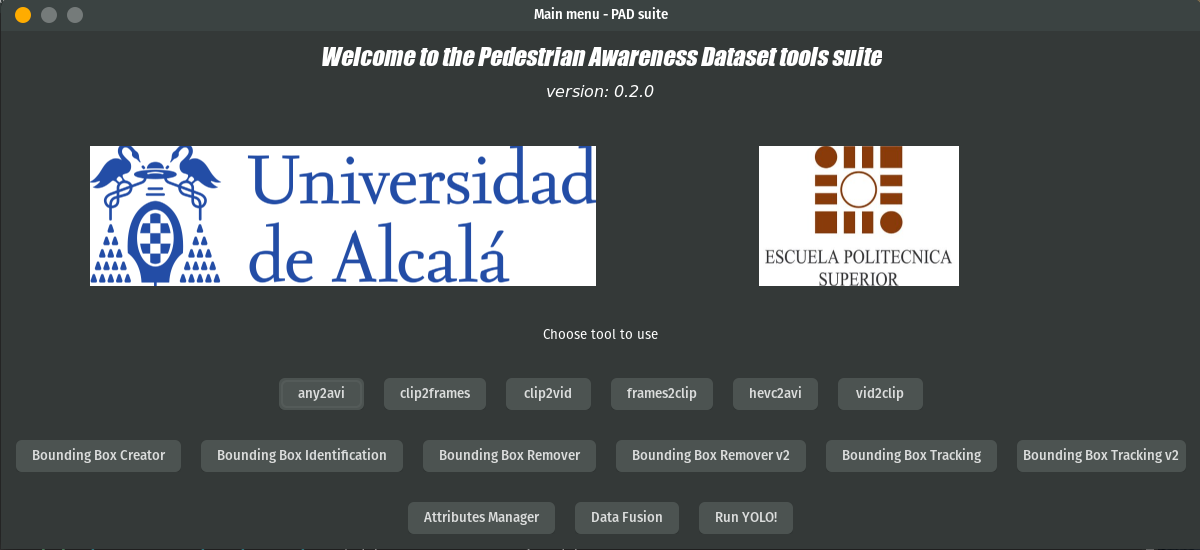 Main menu - PAD suite
Welcome to the Pedestrian Awareness Dataset tools suite
version: 0.2.0
Universidad
de Alcalá
ESCUELA POLITECNICA
SUPERIOR
Choose tool to use
any2avi clip2frames clip2vid frames2clip hevc2avi vid2clip
Bounding Box Creator Bounding Box Identification Bounding Box Remover Bounding Box Remover v2 Bounding Box Tracking Bounding Box Tracking v2
Attributes Manager Data Fusion Run YOLO!